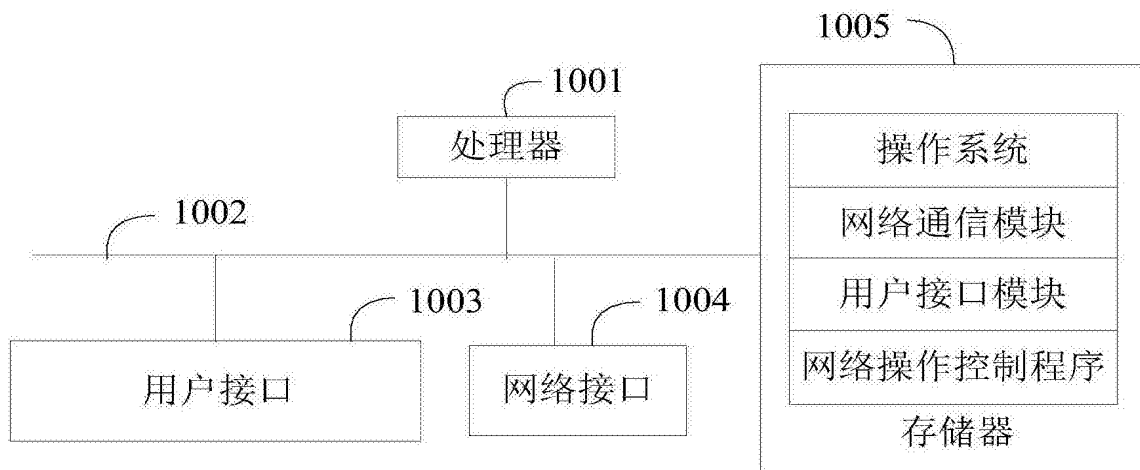 1005
1001
处理器
操作系统
网络通信模块
用户接口模块
网络操作控制程序
存储器
1002
1003
用户接口
1004
网络接口